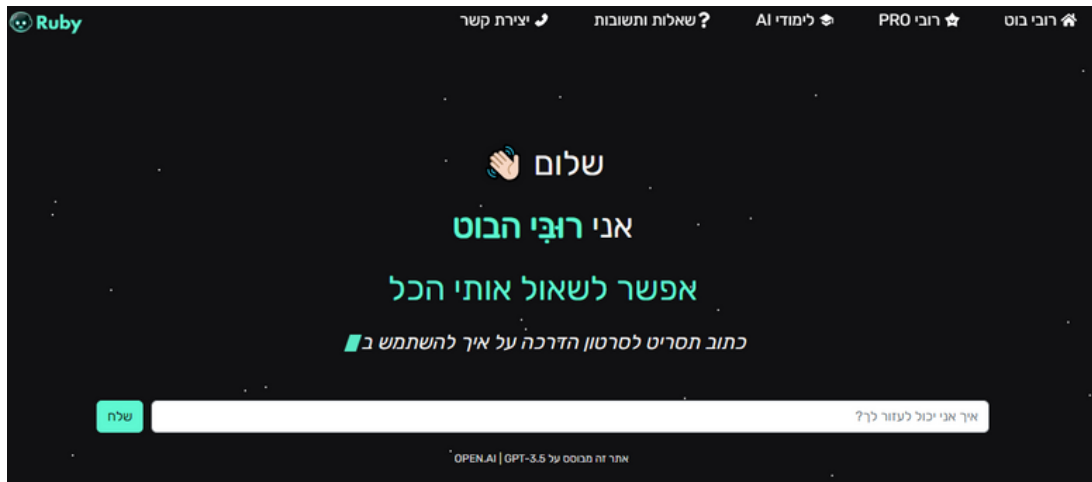 רובי בוט רובי PRO לימודי AI שאלות ותשובות יצירת קשר Ruby
שלום
אני רוּבִּי הבוט
אפשר לשאול אותי הכל
כתוב תסריט לסרטון הדרכה על איך להשתמש ב
איך אני יכול לעזור לך? שלח
אתר זה מבוסס על OPEN.AI | GPT-3.5